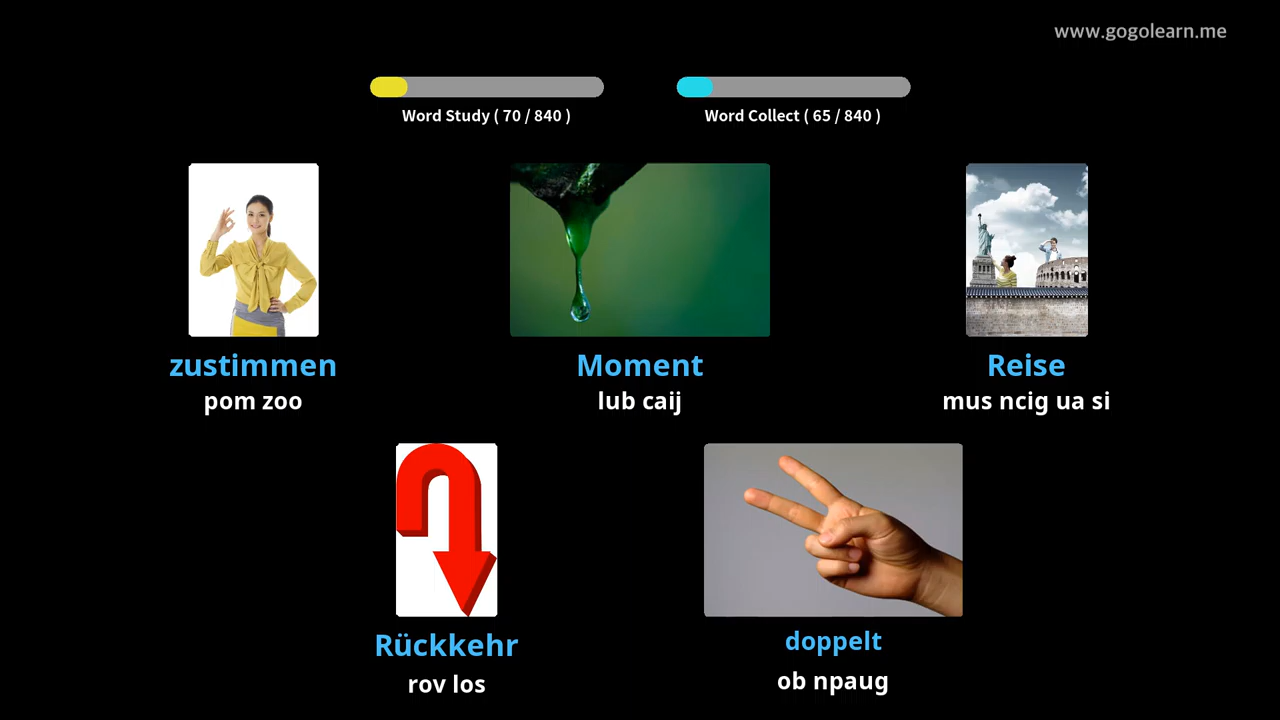 www.gogolearn.me
Word Study ( 70 / 840 )
Word Collect ( 65 / 840 )
zustimmen
pom zoo
Moment
lub caij
Reise
mus ncig ua si
Rückkehr
rov los
doppelt
ob npaug